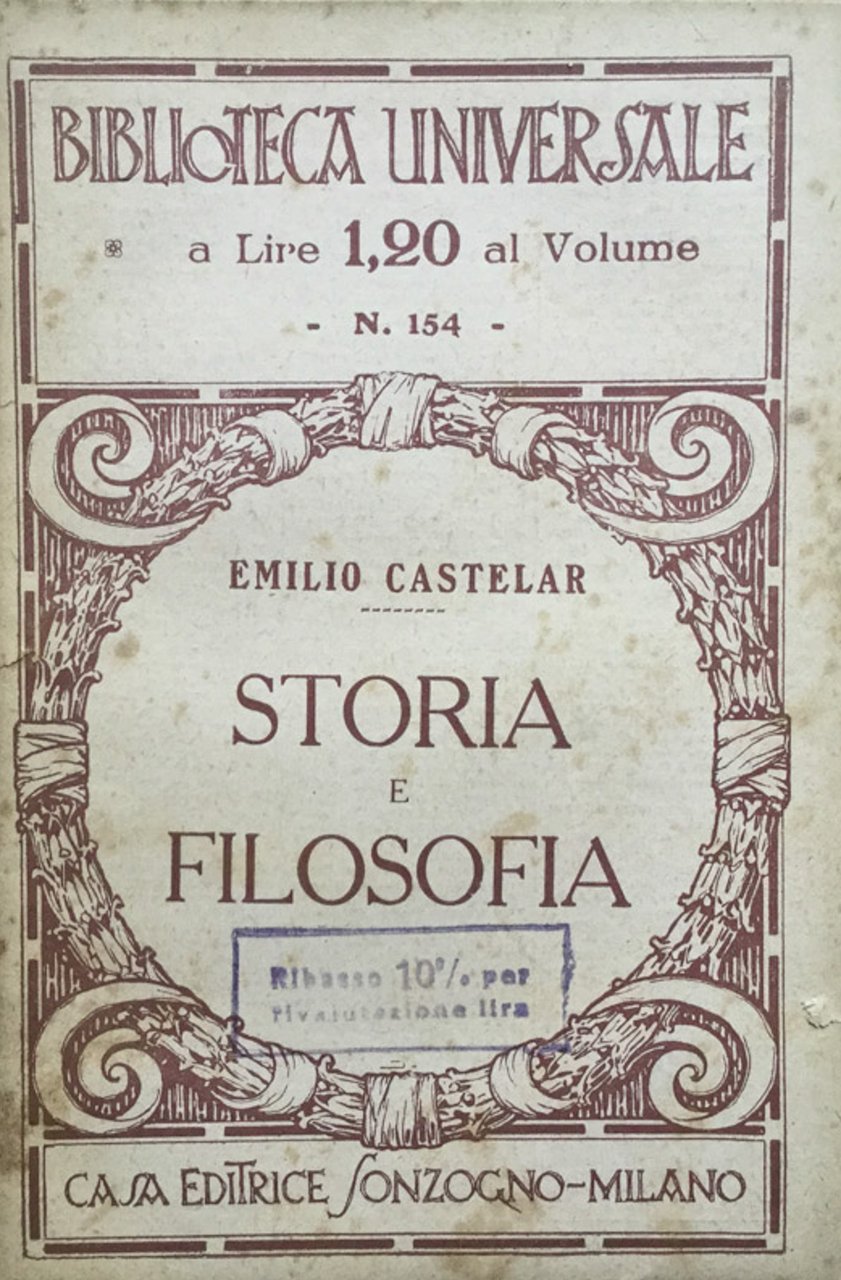 BIBLIOTECA UNIVERSALE
a Lire 1,20 al Volume
- N. 154 -
EMILIO CASTELAR
STORIA
E
FILOSOFIA
Ribasso 10% per
rivalutazione lira
CASA EDITRICE SONZOGNO-MILANO